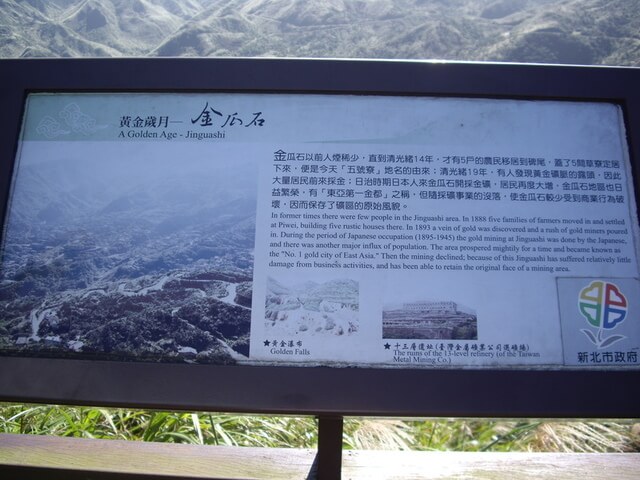 黃金歲月— 金瓜石
A Golden Age - Jinguashi
金瓜石以前人煙稀少，直到清光緒14年，才有5戶的農民移居到碑尾，蓋了5間草寮定居
下來，便是今天「五號寮」地名的由來；清光緒19年，有人發現黃金礦脈的露頭，因此
大量居民前來採金；日治時期日本人來金瓜石開採金礦，居民再度大增，金瓜石地區也日
益繁榮，有「東亞第一金都」之稱，但隨採礦事業的沒落，使金瓜石較少受到商業行為破
壞，因而保存了礦區的原始風貌。
In former times there were few people in the Jinguashi area. In 1888 five families of farmers moved in and settled
at Piwei, building five rustic houses there. In 1893 a vein of gold was discovered and a rush of gold miners poured
in. During the period of Japanese occupation (1895-1945) the gold mining at Jinguashi was done by the Japanese,
and there was another major influx of population. The area prospered mightily for a time and became known as
the "No. 1 gold city of East Asia." Then the mining declined; because of this Jinguashi has suffered relatively little
damage from business activities, and has been able to retain the original face of a mining area.
★黃金瀑布
Golden Falls
★十三層遺址(臺灣金屬礦業公司選礦場)
The ruins of the 13-level refinery (of the Taiwan
Metal Mining Co.)
新北市政府